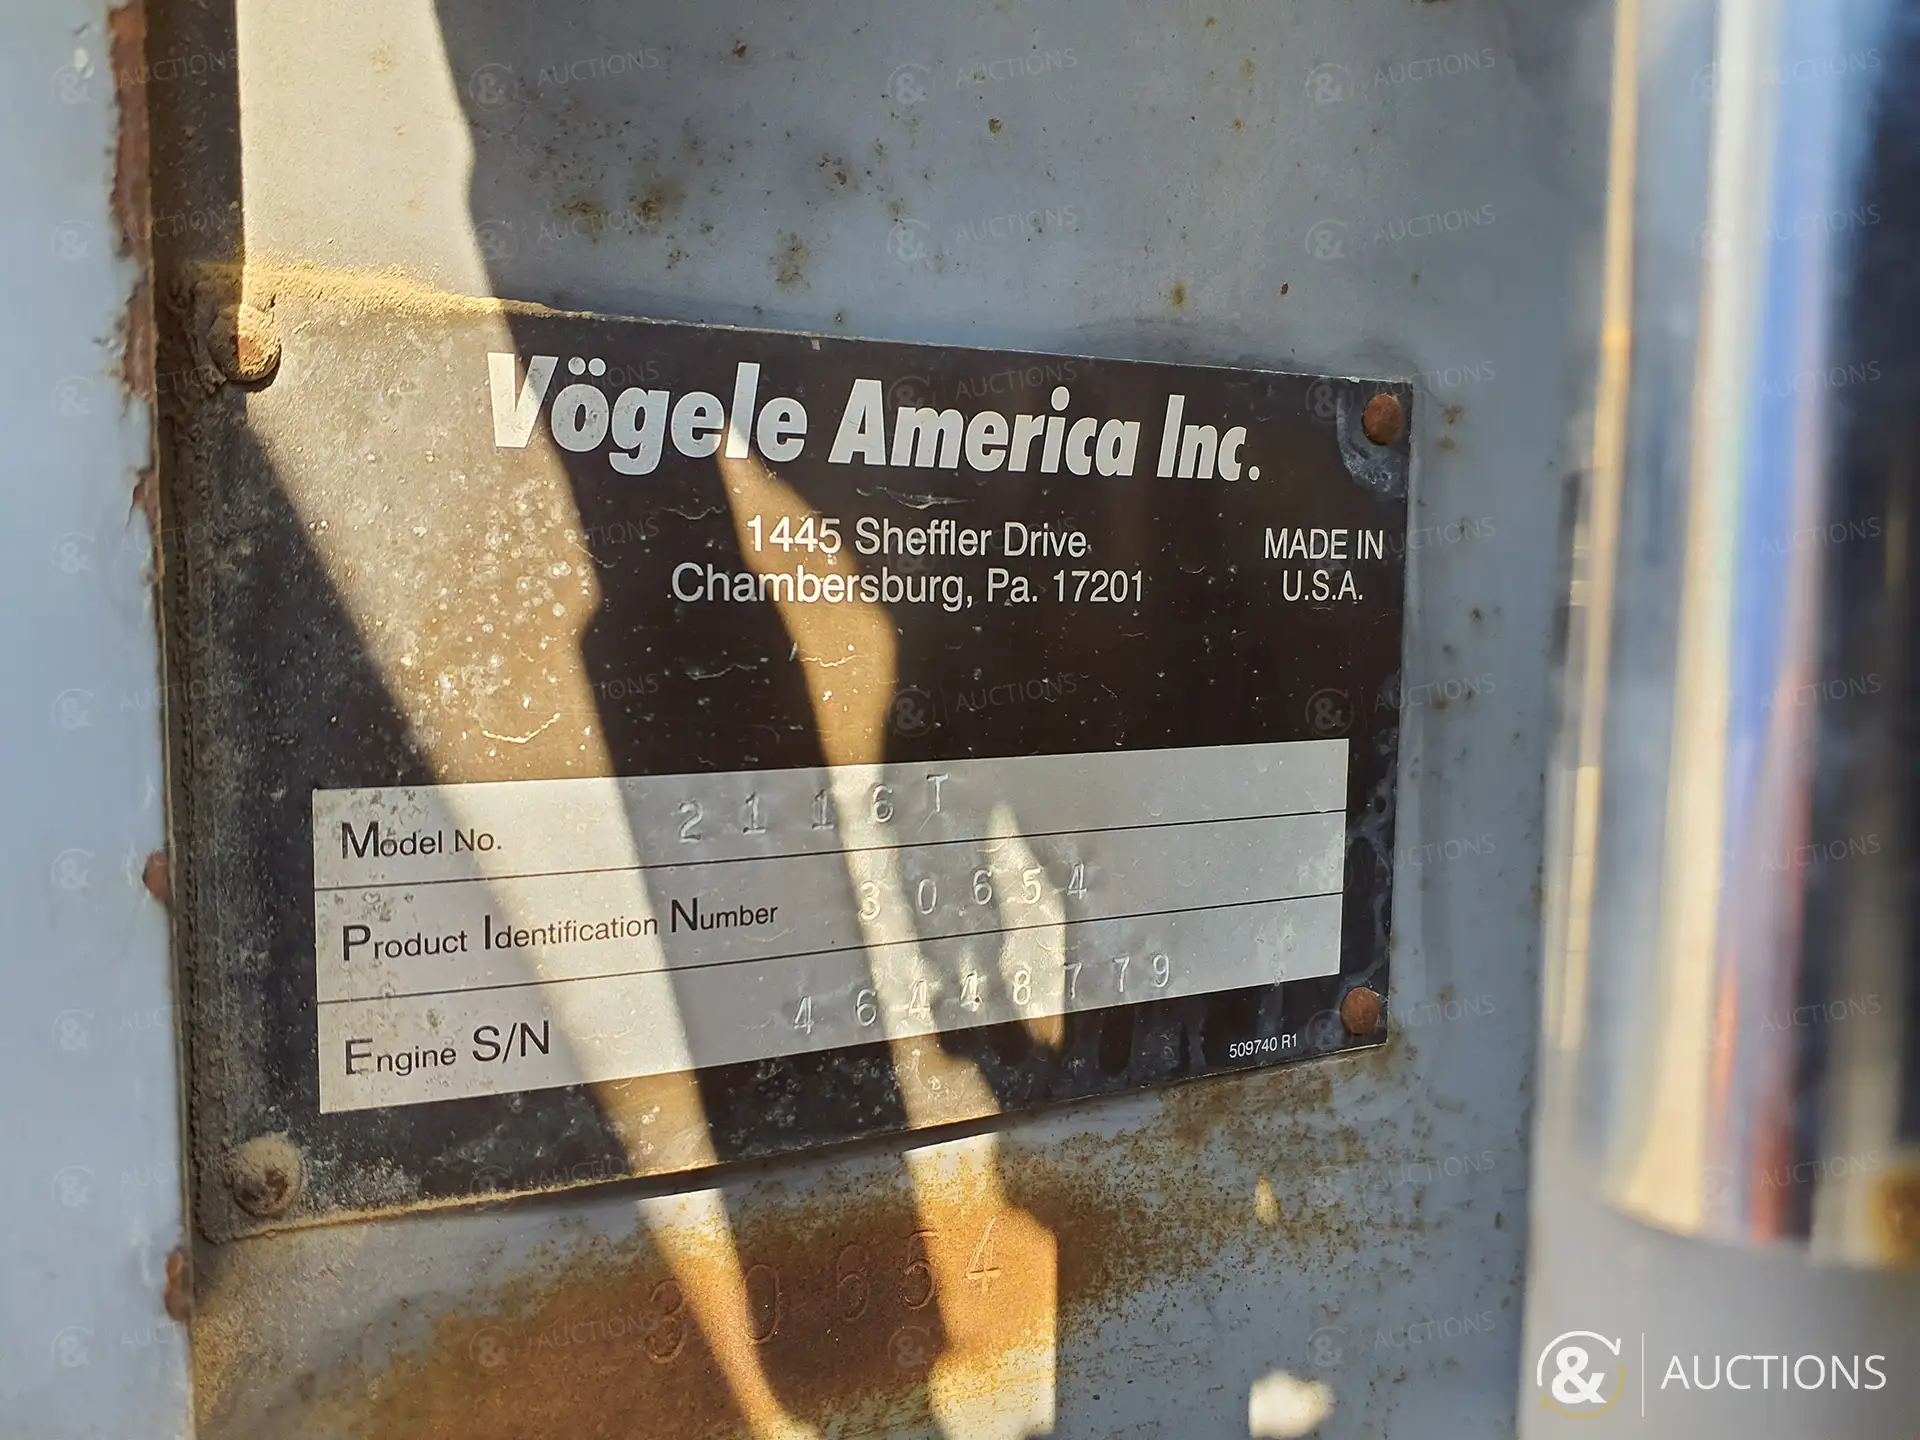 Vögele America Inc.
1445 Sheffler Drive
Chambersburg, Pa. 17201
MADE IN
U.S.A.
Model No. 2116T
Product Identification Number 30654
Engine S/N 46448779
509740 R1
30654
& AUCTIONS